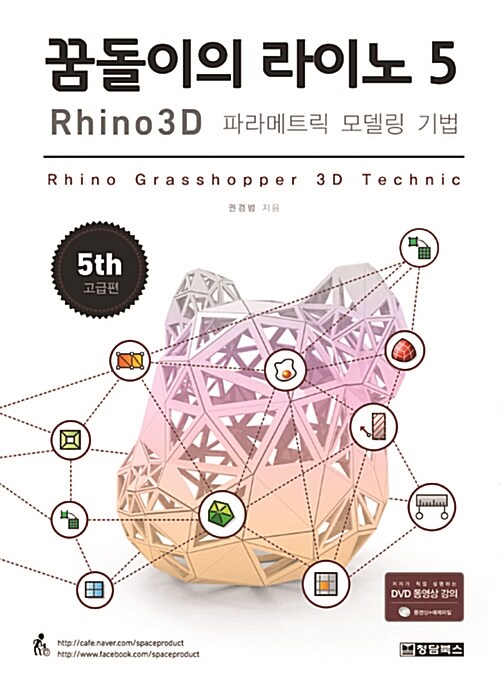 꿈돌이의 라이노 5
Rhino3D 파라메트릭 모델링 기법
Rhino Grasshopper 3D Technic
권경범 지음
5th
고급편
저자가 직접 설명하는
DVD 동영상 강의
동영상+예제파일
http://cafe.naver.com/spaceproduct
http://www.facebook.com/spaceproduct
청담북스